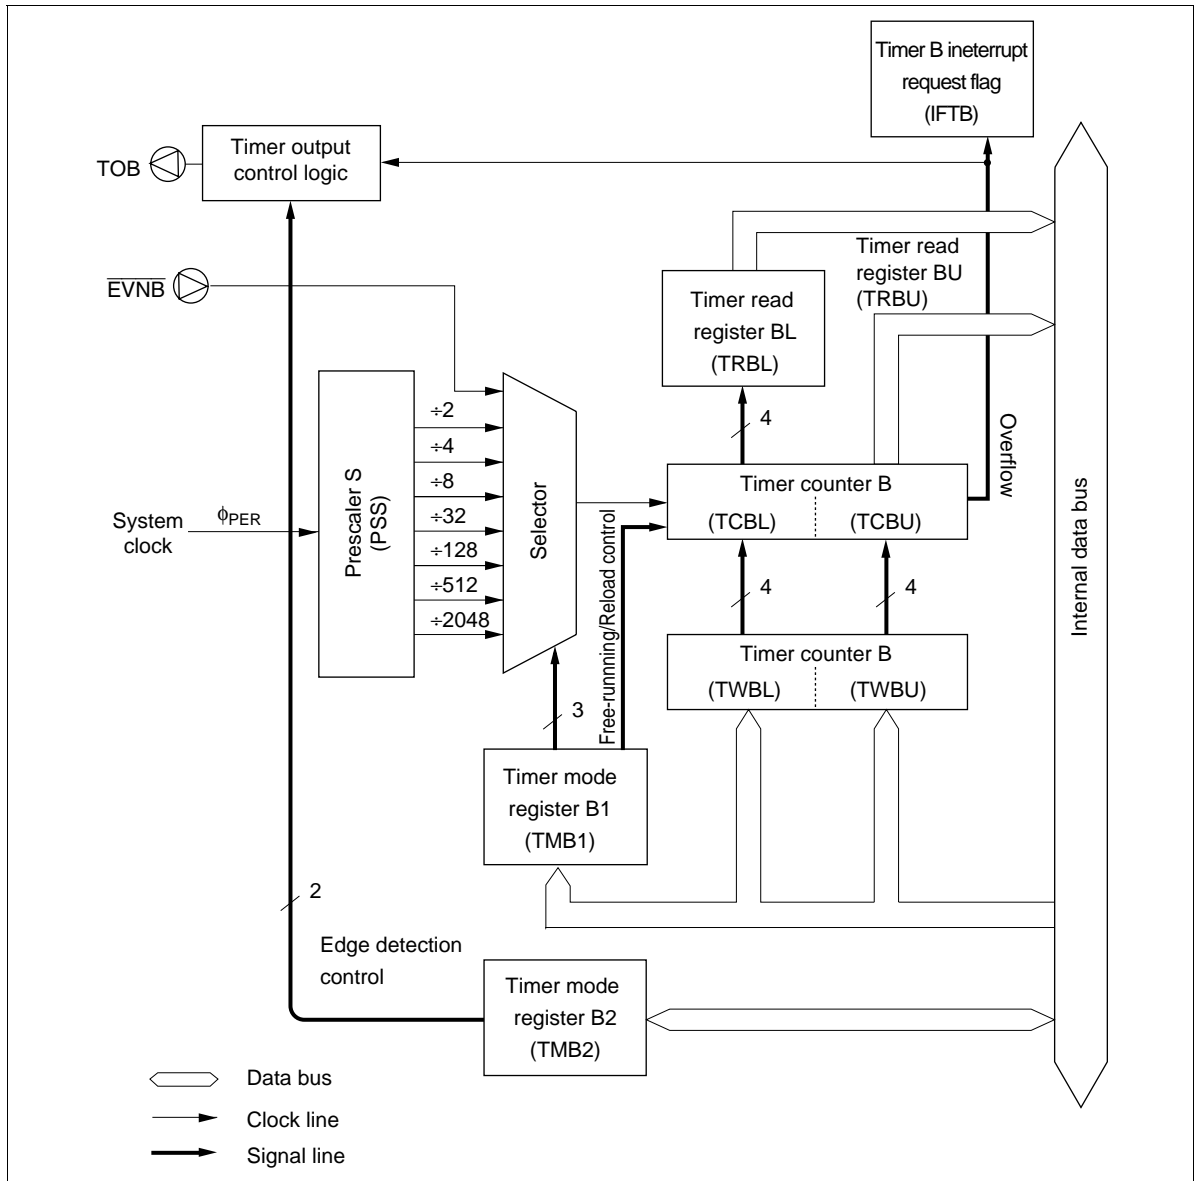 Timer B ineterrupt
request flag
(IFTB)
Timer output
control logic
TOB
EVNB
Timer read
register BU
(TRBU)
Timer read
register BL
(TRBL)
÷2
÷4
÷8
÷32
÷128
÷512
÷2048
4
Overflow
Internal data bus
System
clock
ϕPER
Prescaler S
(PSS)
Selector
Timer counter B
(TCBL)
(TCBU)
Free-runnning/Reload control
4
4
Timer counter B
(TWBL)
(TWBU)
3
Timer mode
register B1
(TMB1)
2
Edge detection
control
Timer mode
register B2
(TMB2)
Data bus
Clock line
Signal line